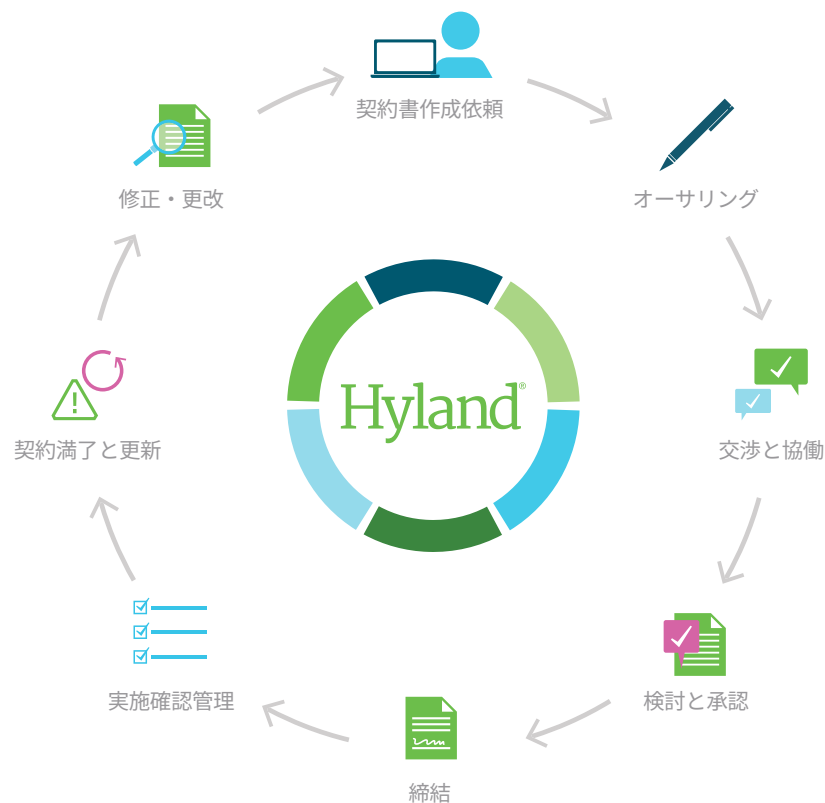 契約書作成依頼
オーサリング
交渉と協働
検討と承認
締結
実施確認管理
契約満了と更新
修正・更改
Hyland®